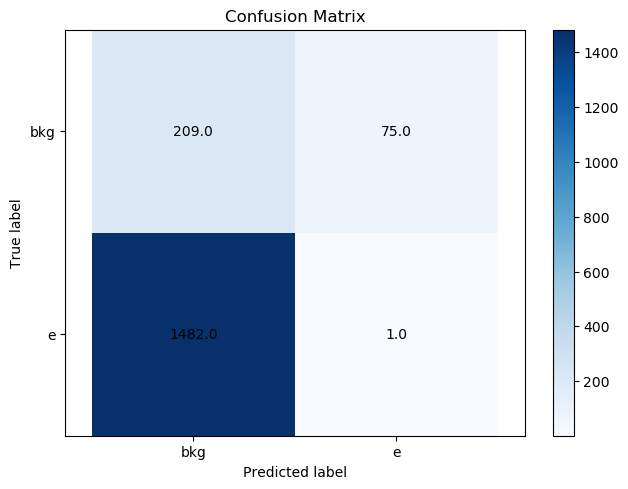 Confusion Matrix
True label
bkg
209.0
75.0
e
1482.0
1.0
bkg
e
Predicted label
1400
1200
1000
800
600
400
200